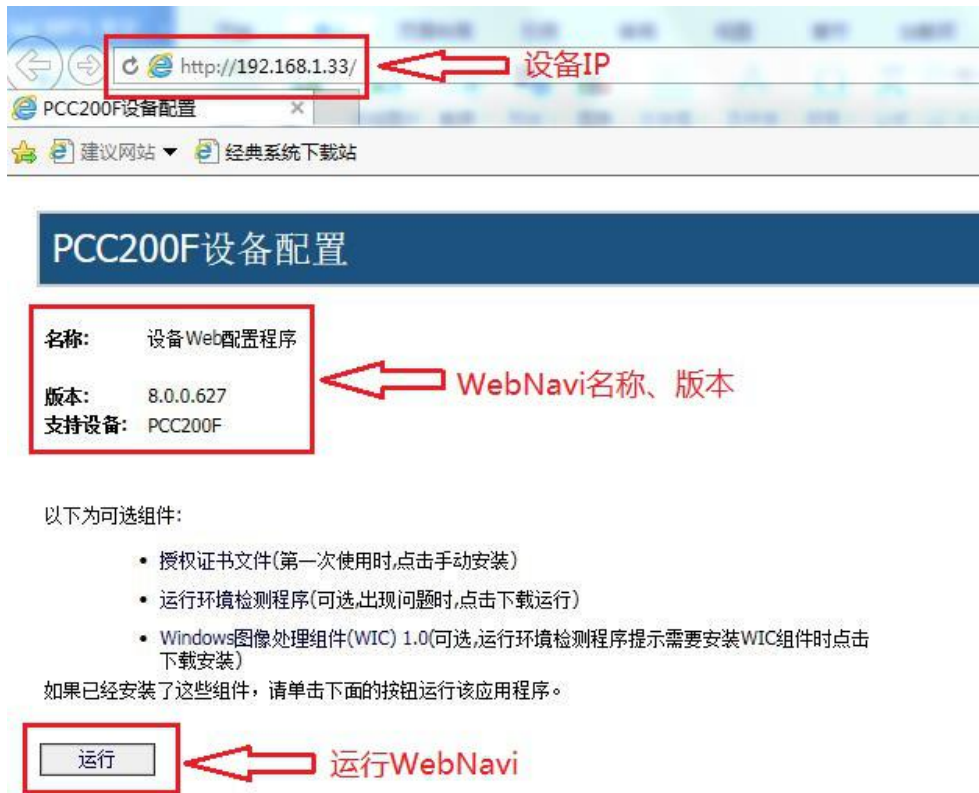 http://192.168.1.33/
设备IP
PCC200F设备配置
建议网站 ▼ 经典系统下载站
PCC200F设备配置
名称: 设备Web配置程序
WebNavi名称、版本
版本: 8.0.0.627
支持设备: PCC200F
以下为可选组件:
• 授权证书文件(第一次使用时,点击手动安装)
• 运行环境检测程序(可选,出现问题时,点击下载运行)
• Windows图像处理组件(WIC) 1.0(可选,运行环境检测程序提示需要安装WIC组件时点击
下载安装)
如果已经安装了这些组件，请单击下面的按钮运行该应用程序。
运行
运行WebNavi